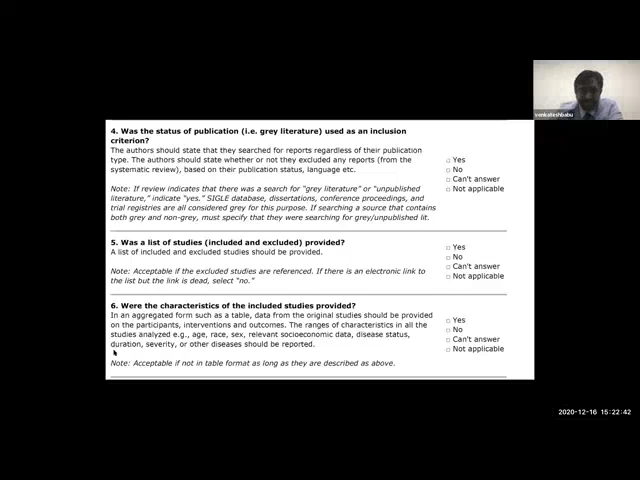 venkateshbabu
4. Was the status of publication (i.e. grey literature) used as an inclusion
criterion?
The authors should state that they searched for reports regardless of their publication
type. The authors should state whether or not they excluded any reports (from the
systematic review), based on their publication status, language etc.
□ Yes
□ No
□ Can't answer
□ Not applicable
Note: If review indicates that there was a search for “grey literature” or “unpublished
literature,” indicate “yes.” SIGLE database, dissertations, conference proceedings, and
trial registries are all considered grey for this purpose. If searching a source that contains
both grey and non-grey, must specify that they were searching for grey/unpublished lit.
5. Was a list of studies (included and excluded) provided?
A list of included and excluded studies should be provided.
□ Yes
□ No
□ Can't answer
□ Not applicable
Note: Acceptable if the excluded studies are referenced. If there is an electronic link to
the list but the link is dead, select “no.”
6. Were the characteristics of the included studies provided?
In an aggregated form such as a table, data from the original studies should be provided
on the participants, interventions and outcomes. The ranges of characteristics in all the
studies analyzed e.g., age, race, sex, relevant socioeconomic data, disease status,
duration, severity, or other diseases should be reported.
□ Yes
□ No
□ Can't answer
□ Not applicable
Note: Acceptable if not in table format as long as they are described as above.
2020-12-16 15:22:42